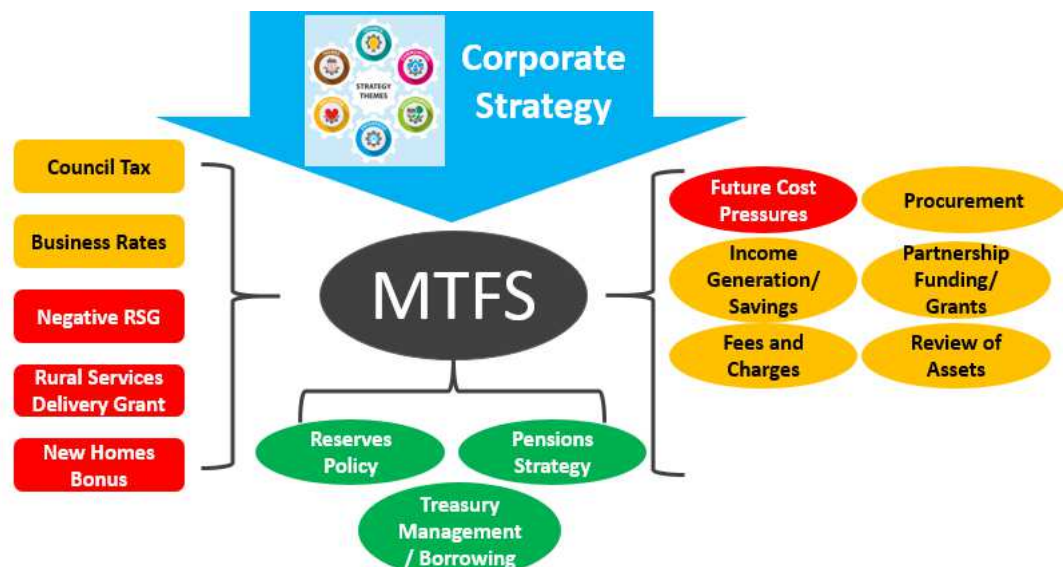 Corporate
Strategy
STRATEGY
THEMES
Council Tax
Business Rates
Negative RSG
Rural Services
Delivery Grant
New Homes
Bonus
MTFS
Future Cost
Pressures
Procurement
Income
Generation/
Savings
Partnership
Funding/
Grants
Fees and
Charges
Review of
Assets
Reserves
Policy
Pensions
Strategy
Treasury
Management
/ Borrowing